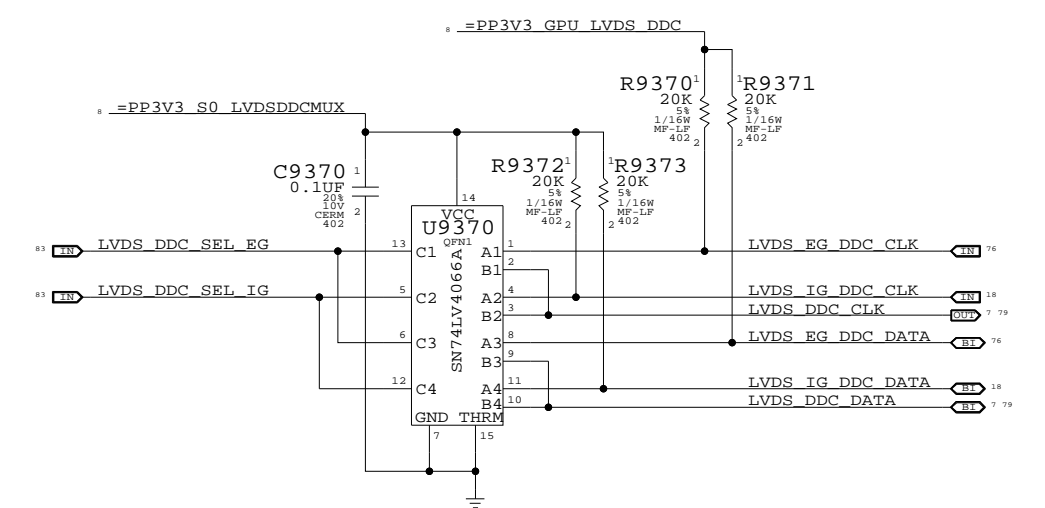 8 =PP3V3_GPU_LVDS_DDC
R9370 1
20K
5%
1/16W
MF-LF
402
2
1 R9371
20K
5%
1/16W
MF-LF
402
2
8 =PP3V3_S0_LVDSDDCMUX
C9370 1
0.1UF
20%
10V
CERM
402
2
R9372 1
20K
5%
1/16W
MF-LF
402
2
1 R9373
20K
5%
1/16W
MF-LF
402
2
14
VCC
U9370
QFN1
SN74LV4066A
83 IN LVDS_DDC_SEL_EG 13 C1
83 IN LVDS_DDC_SEL_IG 5 C2
6 C3
12 C4
A1 1 LVDS_EG_DDC_CLK IN 76
B1 2
A2 4 LVDS_IG_DDC_CLK IN 18
B2 3 LVDS_DDC_CLK OUT 7 79
A3 8 LVDS_EG_DDC_DATA BI 76
B3 9
A4 11 LVDS_IG_DDC_DATA BI 18
B4 10 LVDS_DDC_DATA BI 7 79
GND THRM
7 15